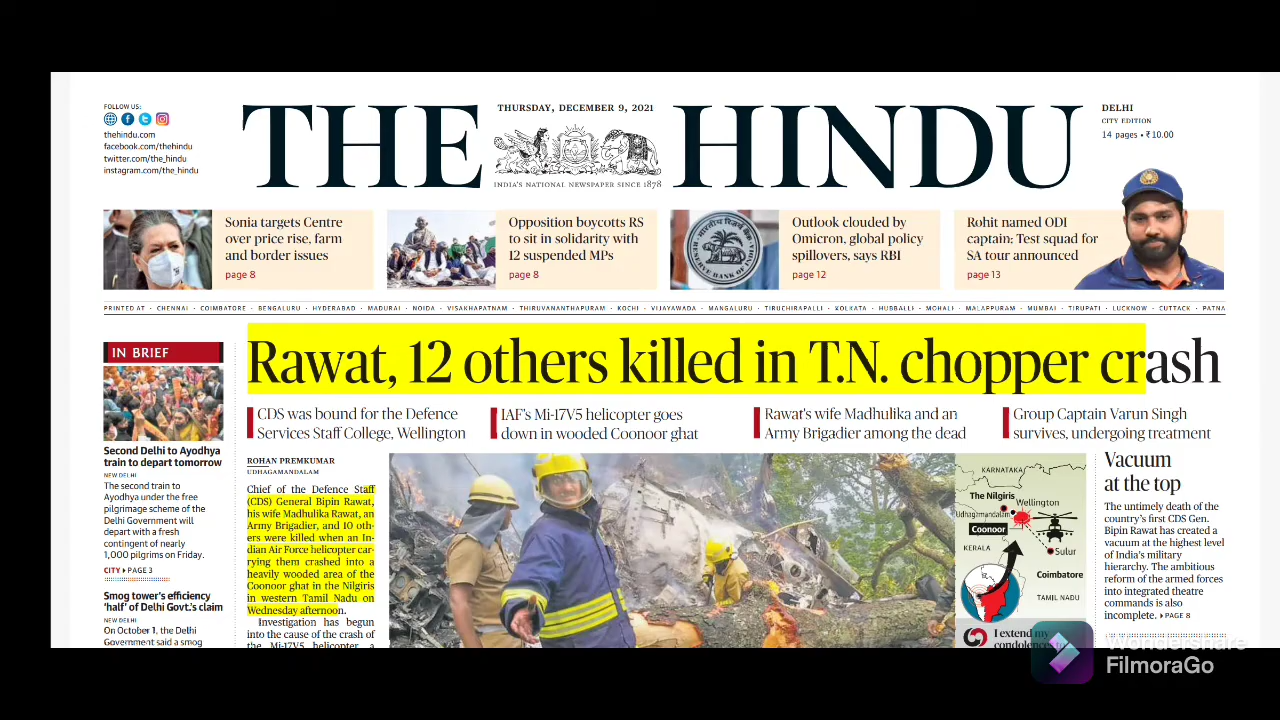 FOLLOW US:
thehindu.com
facebook.com/thehindu
twitter.com/the_hindu
instagram.com/the_hindu
THE HINDU
THURSDAY, DECEMBER 9, 2021
INDIA'S NATIONAL NEWSPAPER SINCE 1878
DELHI
CITY EDITION
14 pages • ₹10.00
Sonia targets Centre
over price rise, farm
and border issues
page 8
Opposition boycotts RS
to sit in solidarity with
12 suspended MPs
page 8
RESERVE BANK OF INDIA
Outlook clouded by
Omicron, global policy
spillovers, says RBI
page 12
Rohit named ODI
captain: Test squad for
SA tour announced
page 13
PRINTED AT · CHENNAI · COIMBATORE · BENGALURU · HYDERABAD · MADURAI · NOIDA · VISAKHAPATNAM · THIRUVANANTHAPURAM · KOCHI · VIJAYAWADA · MANGALURU · TIRUCHIRAPALLI · KOLKATA · HUBBALLI · MOHALI · MALAPPURAM · MUMBAI · TIRUPATI · LUCKNOW · CUTTACK · PATNA
IN BRIEF
Second Delhi to Ayodhya
train to depart tomorrow
NEW DELHI
The second train to
Ayodhya under the free
pilgrimage scheme of the
Delhi Government will
depart with a fresh
contingent of nearly
1,000 pilgrims on Friday.
CITY ▸ PAGE 3
Smog tower's efficiency
'half' of Delhi Govt.'s claim
NEW DELHI
On October 1, the Delhi
Government said a smog
Rawat, 12 others killed in T.N. chopper crash
CDS was bound for the Defence
Services Staff College, Wellington
IAF's Mi-17V5 helicopter goes
down in wooded Coonoor ghat
Rawat's wife Madhulika and an
Army Brigadier among the dead
Group Captain Varun Singh
survives, undergoing treatment
ROHAN PREMKUMAR
UDHAGAMANDALAM
Chief of the Defence Staff
(CDS) General Bipin Rawat,
his wife Madhulika Rawat, an
Army Brigadier, and 10 oth-
ers were killed when an In-
dian Air Force helicopter car-
rying them crashed into a
heavily wooded area of the
Coonoor ghat in the Nilgiris
in western Tamil Nadu on
Wednesday afternoon.
Investigation has begun
into the cause of the crash of
the Mi-17V5 helicopter, a
KARNATAKA
The Nilgiris
Wellington
Udhagamandalam
Coonoor
KERALA
Sulur
Coimbatore
TAMIL NADU
I extend my
condolences
Vacuum
at the top
The untimely death of the
country's first CDS Gen.
Bipin Rawat has created a
vacuum at the highest level
of India's military
hierarchy. The ambitious
reform of the armed forces
into integrated theatre
commands is also
incomplete. ▸ PAGE 8
Wondershare
FilmoraGo